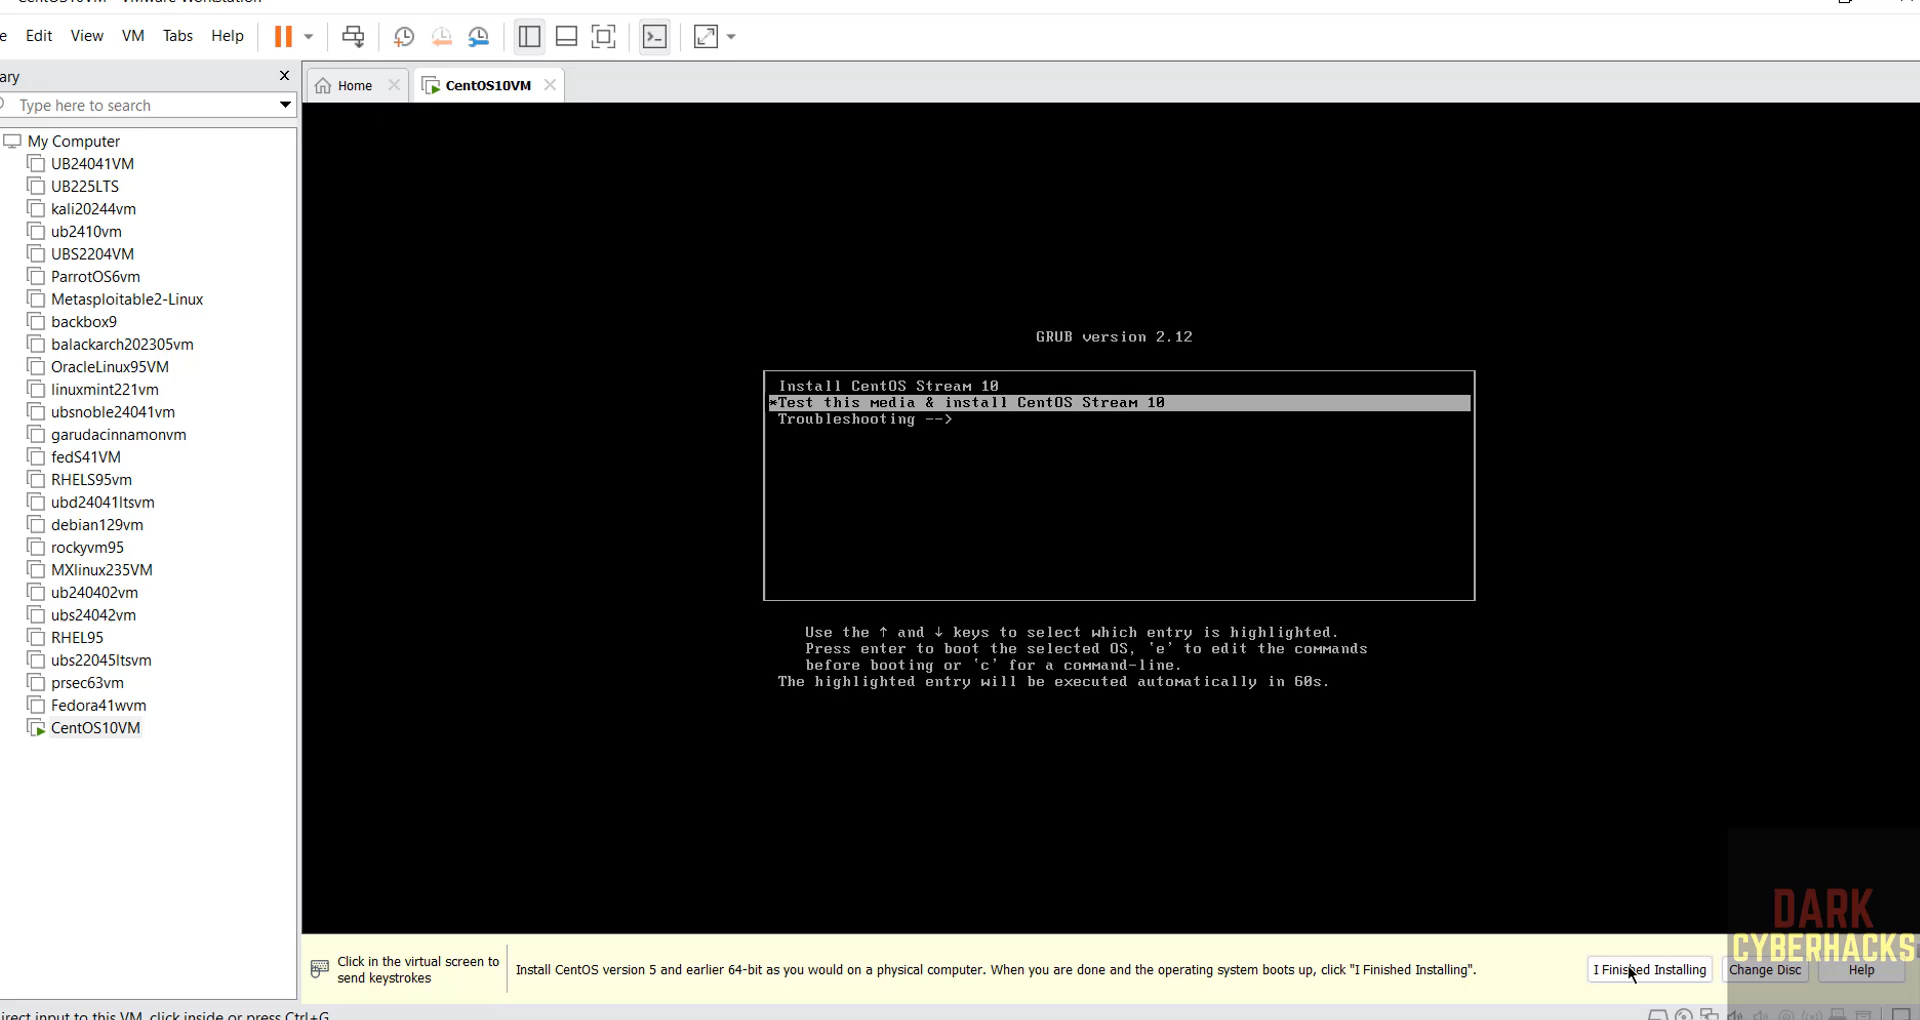 CentOS10VM - VMware Workstation
e Edit View VM Tabs Help
ary
Type here to search
My Computer
UB24041VM
UB225LTS
kali20244vm
ub2410vm
UBS2204VM
ParrotOS6vm
Metasploitable2-Linux
backbox9
balackarch202305vm
OracleLinux95VM
linuxmint221vm
ubsnoble24041vm
garudacinnamonvm
fedS41VM
RHELS95vm
ubd24041ltsvm
debian129vm
rockyvm95
MXlinux235VM
ub240402vm
ubs24042vm
RHEL95
ubs22045ltsvm
prsec63vm
Fedora41wvm
CentOS10VM
Home
CentOS10VM
GRUB version 2.12
Install CentOS Stream 10
*Test this media & install CentOS Stream 10
Troubleshooting -->
Use the ↑ and ↓ keys to select which entry is highlighted.
Press enter to boot the selected OS, `e' to edit the commands
before booting or `c' for a command-line.
The highlighted entry will be executed automatically in 60s.
Click in the virtual screen to
send keystrokes
Install CentOS version 5 and earlier 64-bit as you would on a physical computer. When you are done and the operating system boots up, click "I Finished Installing".
I Finished Installing
Change Disc
Help
DARK
CYBERHACKS
irect input to this VM, click inside or press Ctrl+G.